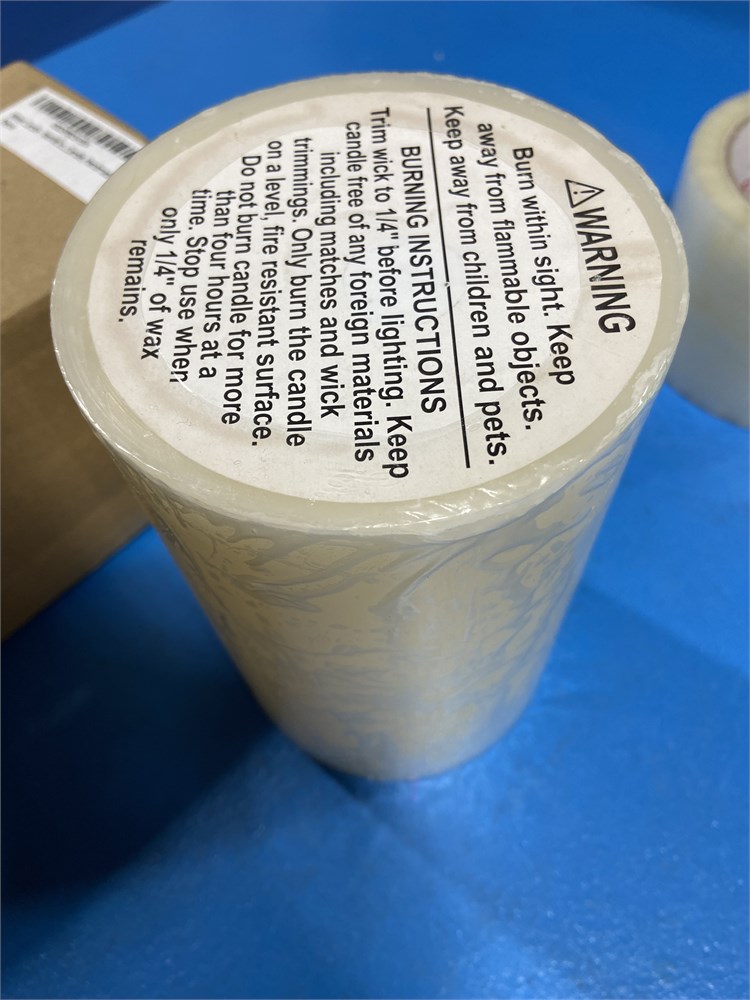 ⚠WARNING
Burn within sight. Keep
away from flammable objects.
Keep away from children and pets.
BURNING INSTRUCTIONS
Trim wick to 1/4" before lighting. Keep
candle free of any foreign materials
including matches and wick
trimmings. Only burn the candle
on a level, fire resistant surface.
Do not burn candle for more
than four hours at a
time. Stop use when
only 1/4" of wax
remains.